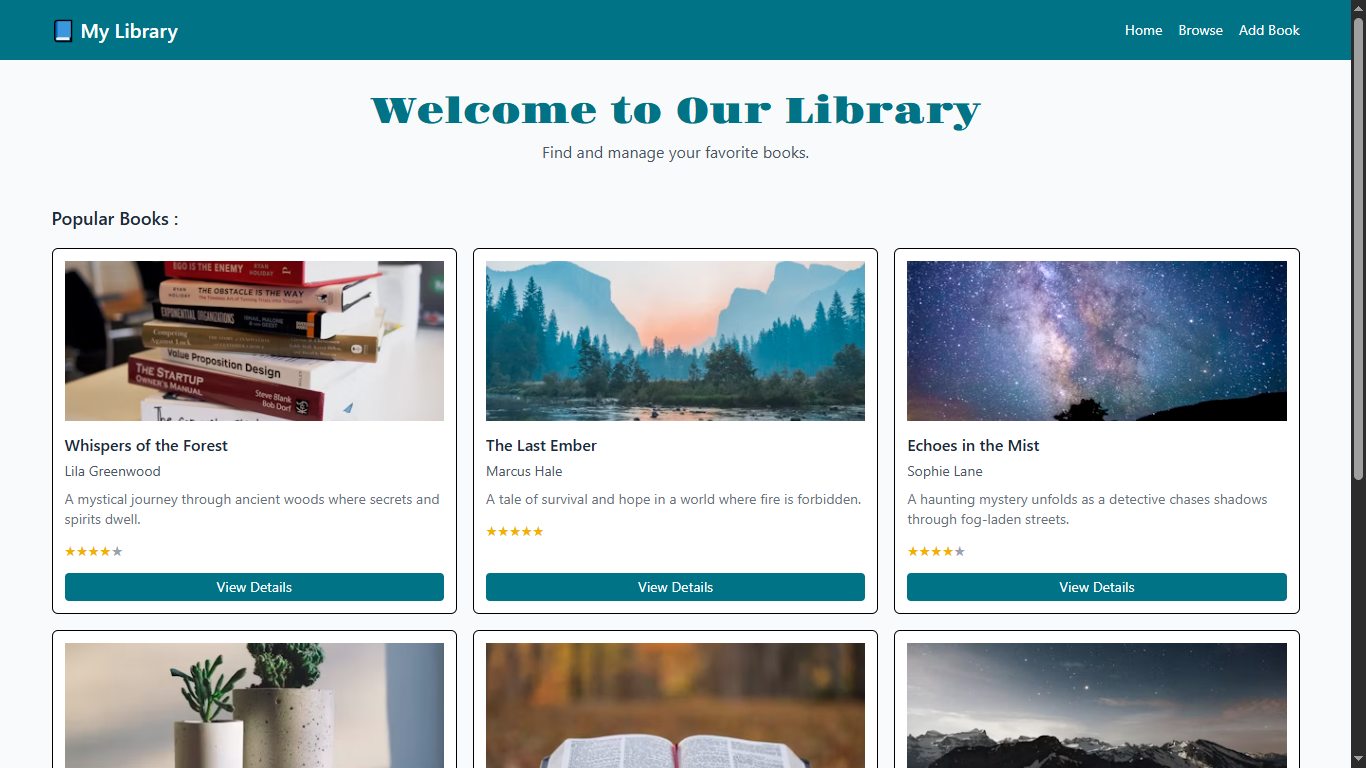 My Library
Home Browse Add Book
Welcome to Our Library
Find and manage your favorite books.
Popular Books :
EGO IS THE ENEMY RYAN HOLIDAY
RYAN HOLIDAY THE OBSTACLE IS THE WAY
The Timeless Art of Turning Trials into Triumph
EXPONENTIAL ORGANIZATIONS ISMAIL, MALONE & VAN GEEST
Competing Against Luck
Value Proposition Design
THE STARTUP OWNER'S MANUAL Steve Blank Bob Dorf
Whispers of the Forest
Lila Greenwood
A mystical journey through ancient woods where secrets and
spirits dwell.
★★★★★
View Details
The Last Ember
Marcus Hale
A tale of survival and hope in a world where fire is forbidden.
★★★★★
View Details
Echoes in the Mist
Sophie Lane
A haunting mystery unfolds as a detective chases shadows
through fog-laden streets.
★★★★★
View Details